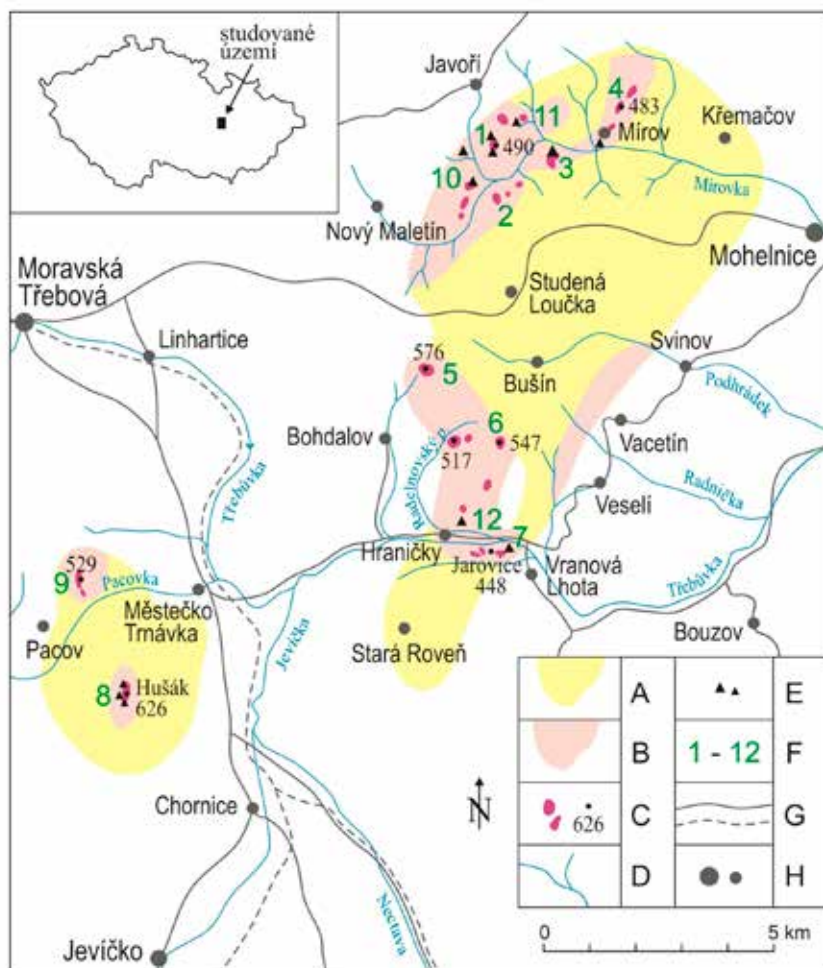 studované
území
Javoří
4
483
Křemačov
11
1
490
Mírov
3
10
2
Mírovka
Nový Maletín
Mohelnice
Moravská
Třebová
Studená
Loučka
Linhartice
Svinov
576
5
Bušín
Podhrádek
6
Bohdalov
547
517
Vacetín
Radelnovský p.
Třebůvka
Radnička
Veselí
12
7
Hraničky
Jarovice
448
Vranová
Lhota
529
9
Pacovka
Třebůvka
Městečko
Trnávka
Jevíčka
Pacov
Bouzov
Stará Roveň
8
Hušák
626
A
E
B
1 - 12
F
N
C
626
G
Chornice
D
H
Nectava
0
5 km
Jevíčko